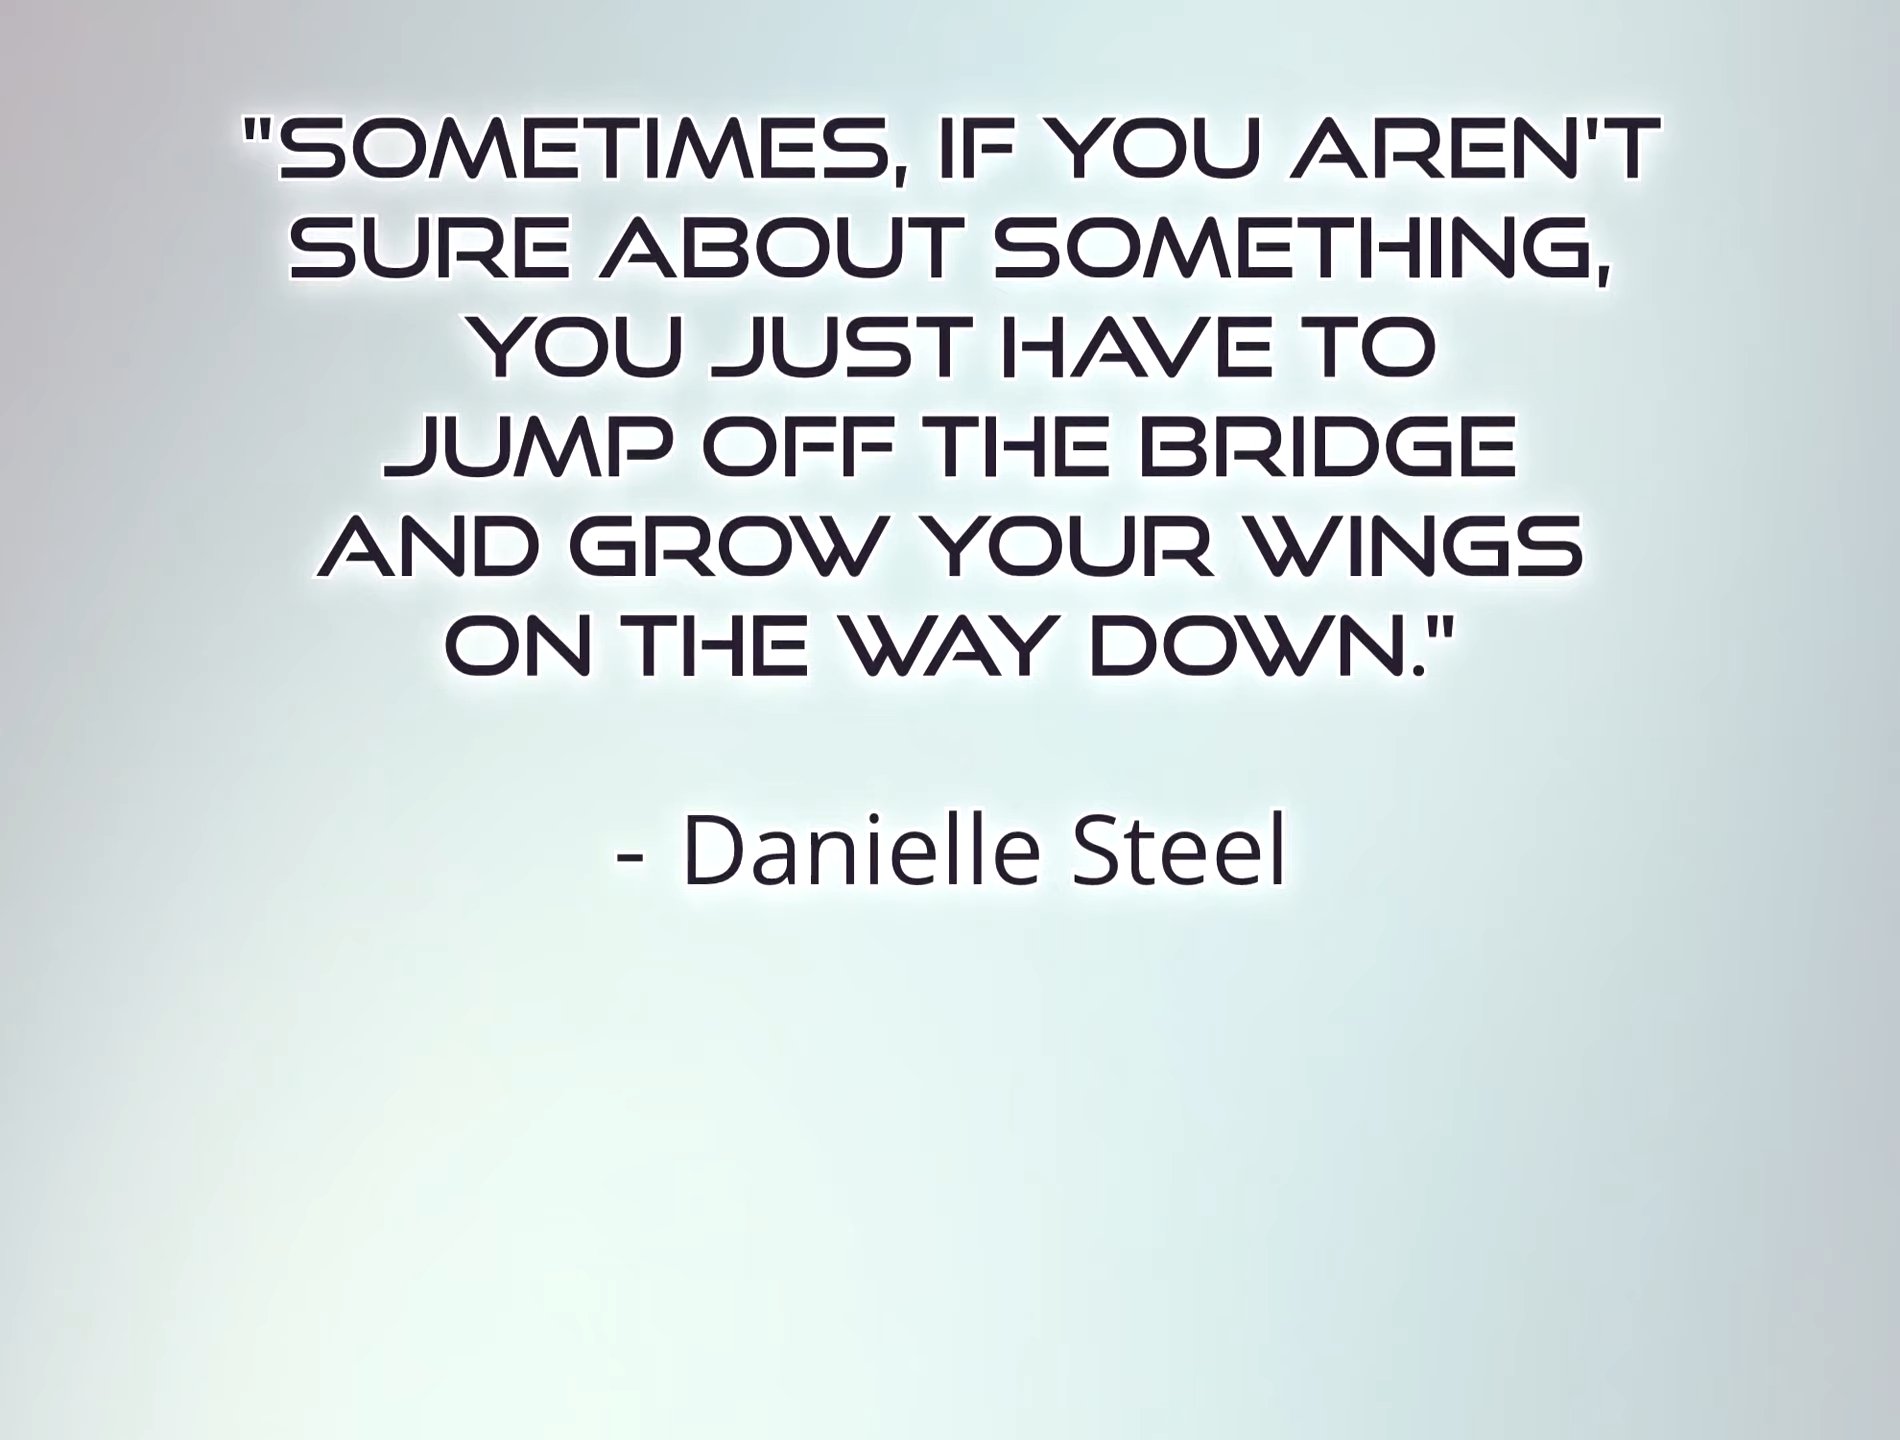 "SOMETIMES, IF YOU AREN'T
SURE ABOUT SOMETHING,
YOU JUST HAVE TO
JUMP OFF THE BRIDGE
AND GROW YOUR WINGS
ON THE WAY DOWN."
- Danielle Steel